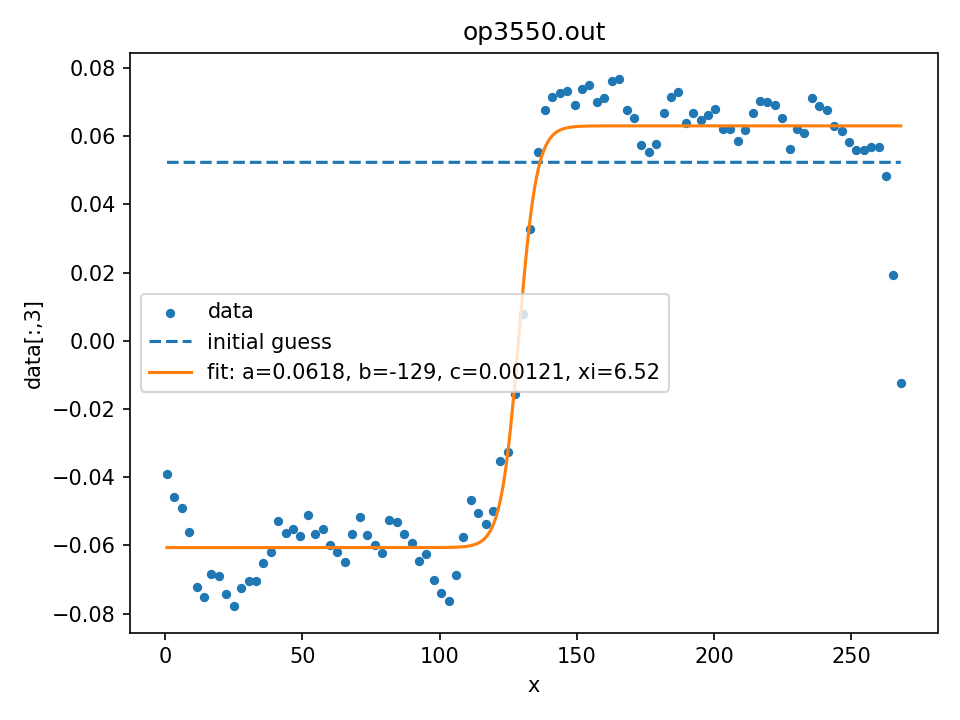 op3550.out
0.08
0.06
0.04
0.02
0.00
−0.02
−0.04
−0.06
−0.08
data[:,3]
data
initial guess
fit: a=0.0618, b=-129, c=0.00121, xi=6.52
0 50 100 150 200 250
x